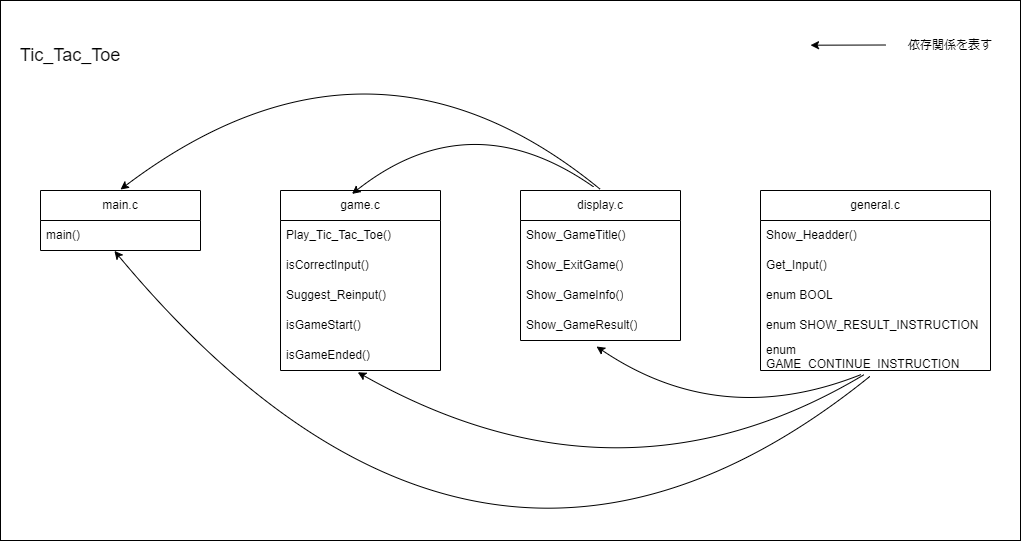 Tic_Tac_Toe
依存関係を表す
main.c
main()
game.c
Play_Tic_Tac_Toe()
isCorrectInput()
Suggest_Reinput()
isGameStart()
isGameEnded()
display.c
Show_GameTitle()
Show_ExitGame()
Show_GameInfo()
Show_GameResult()
general.c
Show_Headder()
Get_Input()
enum BOOL
enum SHOW_RESULT_INSTRUCTION
enum
GAME_CONTINUE_INSTRUCTION